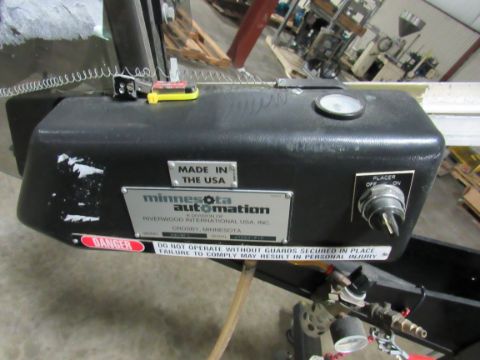 MADE IN
THE USA
minnesota
automation
A DIVISION OF
RIVERWOOD INTERNATIONAL USA, INC.
CROSBY, MINNESOTA
PLACER
OFF ON
DANGER
DO NOT OPERATE WITHOUT GUARDS SECURED IN PLACE
FAILURE TO COMPLY MAY RESULT IN PERSONAL INJURY